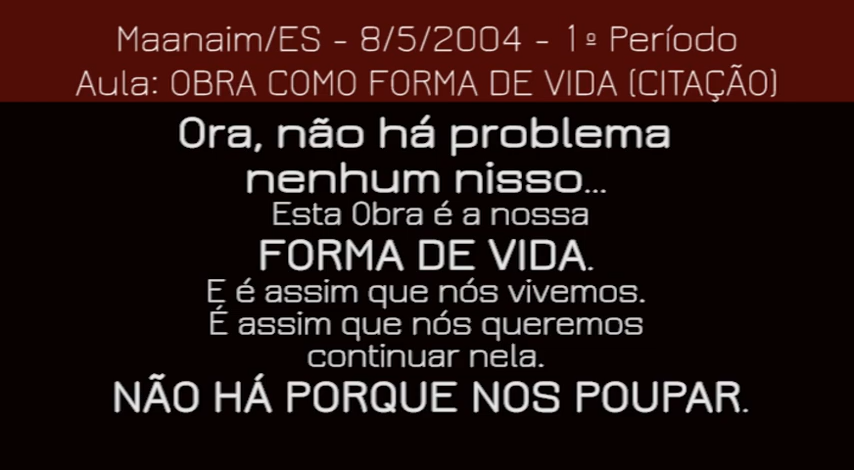 Maanaim/ES - 8/5/2004 - 1º Período
Aula: OBRA COMO FORMA DE VIDA (CITAÇÃO)
Ora, não há problema
nenhum nisso...
Esta Obra é a nossa
FORMA DE VIDA.
E é assim que nós vivemos.
É assim que nós queremos
continuar nela.
NÃO HÁ PORQUE NOS POUPAR.